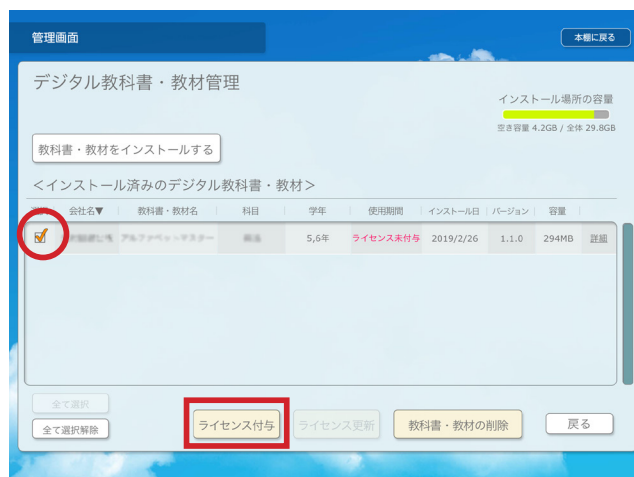 管理画面
本棚に戻る
デジタル教科書・教材管理
インストール場所の容量
空き容量 4.2GB / 全体 29.8GB
教科書・教材をインストールする
<インストール済みのデジタル教科書・教材>
会社名▼ 教科書・教材名 科目 学年 使用期間 インストール日 バージョン 容量
5,6年 ライセンス未付与 2019/2/26 1.1.0 294MB 詳細
全て選択
全て選択解除
ライセンス付与
ライセンス更新
教科書・教材の削除
戻る